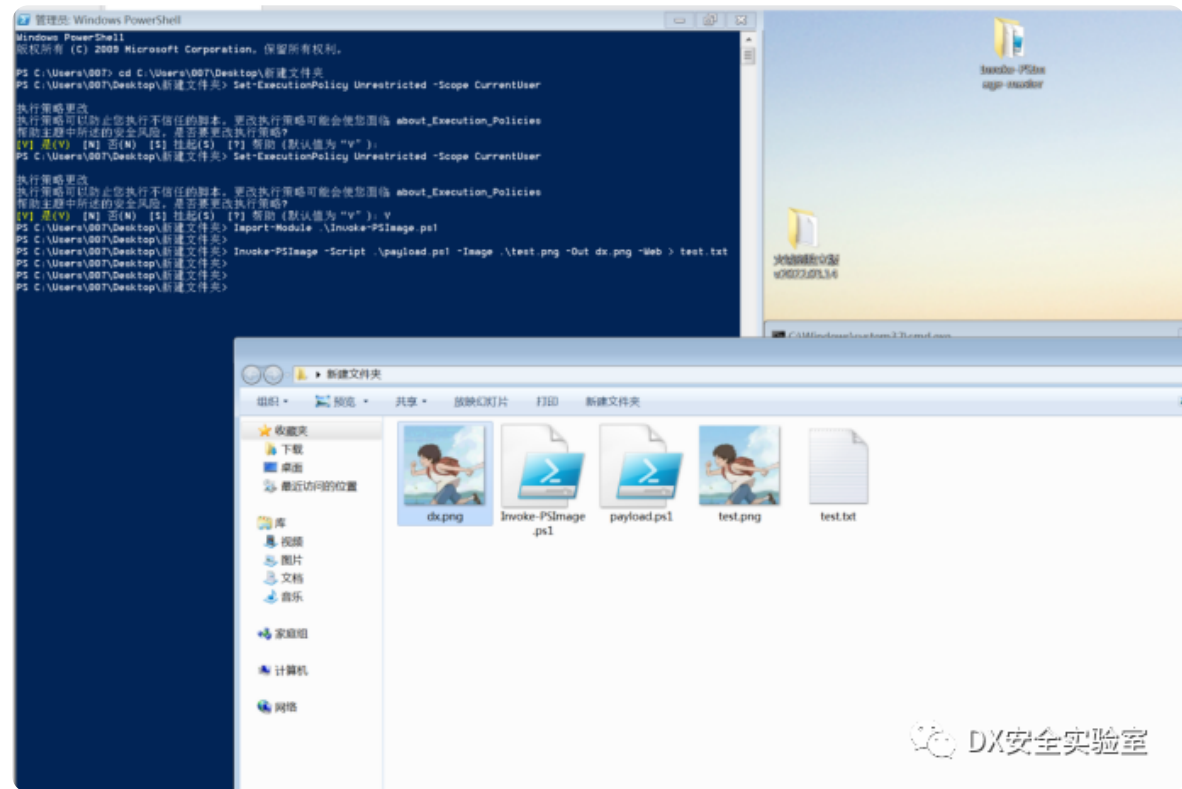 管理员: Windows PowerShell
Windows PowerShell
版权所有 (C) 2009 Microsoft Corporation。保留所有权利。
PS C:\Users\007> cd C:\Users\007\Desktop\新建文件夹
PS C:\Users\007\Desktop\新建文件夹> Set-ExecutionPolicy Unrestricted -Scope CurrentUser
执行策略更改
执行策略可以防止您执行不信任的脚本。更改执行策略可能会使您面临 about_Execution_Policies
帮助主题中所述的安全风险。是否要更改执行策略?
[Y] 是(Y) [N] 否(N) [S] 挂起(S) [?] 帮助 (默认值为“Y”):
PS C:\Users\007\Desktop\新建文件夹> Set-ExecutionPolicy Unrestricted -Scope CurrentUser
执行策略更改
执行策略可以防止您执行不信任的脚本。更改执行策略可能会使您面临 about_Execution_Policies
帮助主题中所述的安全风险。是否要更改执行策略?
[Y] 是(Y) [N] 否(N) [S] 挂起(S) [?] 帮助 (默认值为“Y”): Y
PS C:\Users\007\Desktop\新建文件夹> Import-Module .\Invoke-PSImage.ps1
PS C:\Users\007\Desktop\新建文件夹>
PS C:\Users\007\Desktop\新建文件夹> Invoke-PSImage -Script .\payload.ps1 -Image .\test.png -Out dx.png -Web > test.txt
PS C:\Users\007\Desktop\新建文件夹>
PS C:\Users\007\Desktop\新建文件夹>
PS C:\Users\007\Desktop\新建文件夹>
Invoke-PSIma
ge-master
v2022.03.14
C:\Windows\system32\cmd.exe
新建文件夹
组织 预览 共享 放映幻灯片 打印 新建文件夹
收藏夹
下载
桌面
最近访问的位置
库
视频
图片
文档
音乐
家庭组
计算机
网络
dx.png
Invoke-PSImage
.ps1
payload.ps1
test.png
test.txt
DX安全实验室